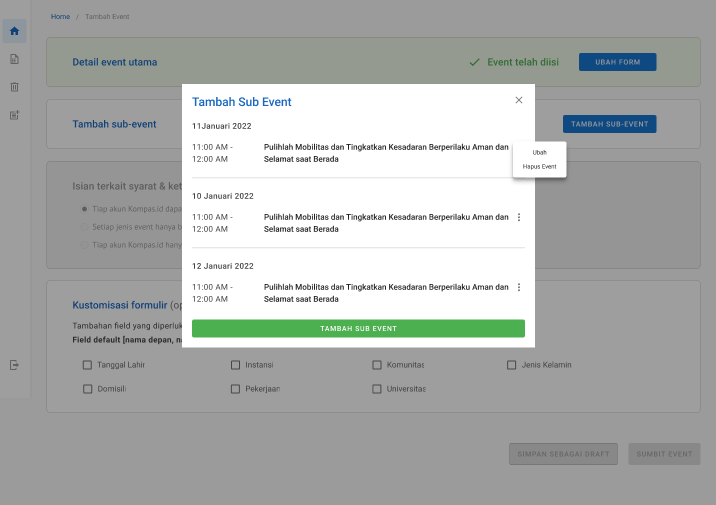 Home / Tambah Event
Detail event utama
Event telah diisi
UBAH FORM
Tambah sub-event
TAMBAH SUB-EVENT
Tambah Sub Event
11Januari 2022
11:00 AM -
12:00 AM
Pulihlah Mobilitas dan Tingkatkan Kesadaran Berperilaku Aman dan
Selamat saat Berada
Ubah
Hapus Event
10 Januari 2022
11:00 AM -
12:00 AM
Pulihlah Mobilitas dan Tingkatkan Kesadaran Berperilaku Aman dan
Selamat saat Berada
12 Januari 2022
11:00 AM -
12:00 AM
Pulihlah Mobilitas dan Tingkatkan Kesadaran Berperilaku Aman dan
Selamat saat Berada
TAMBAH SUB EVENT
Isian terkait syarat & ket
Tiap akun Kompas.id dapa
Setiap jenis event hanya b
Tiap akun Kompas.id hany
Kustomisasi formulir (op
Tambahan field yang diperluk
Field default [nama depan, n
Tanggal Lahir
Instansi
Komunitas
Jenis Kelamin
Domisili
Pekerjaan
Universitas
SIMPAN SEBAGAI DRAFT
SUMBIT EVENT